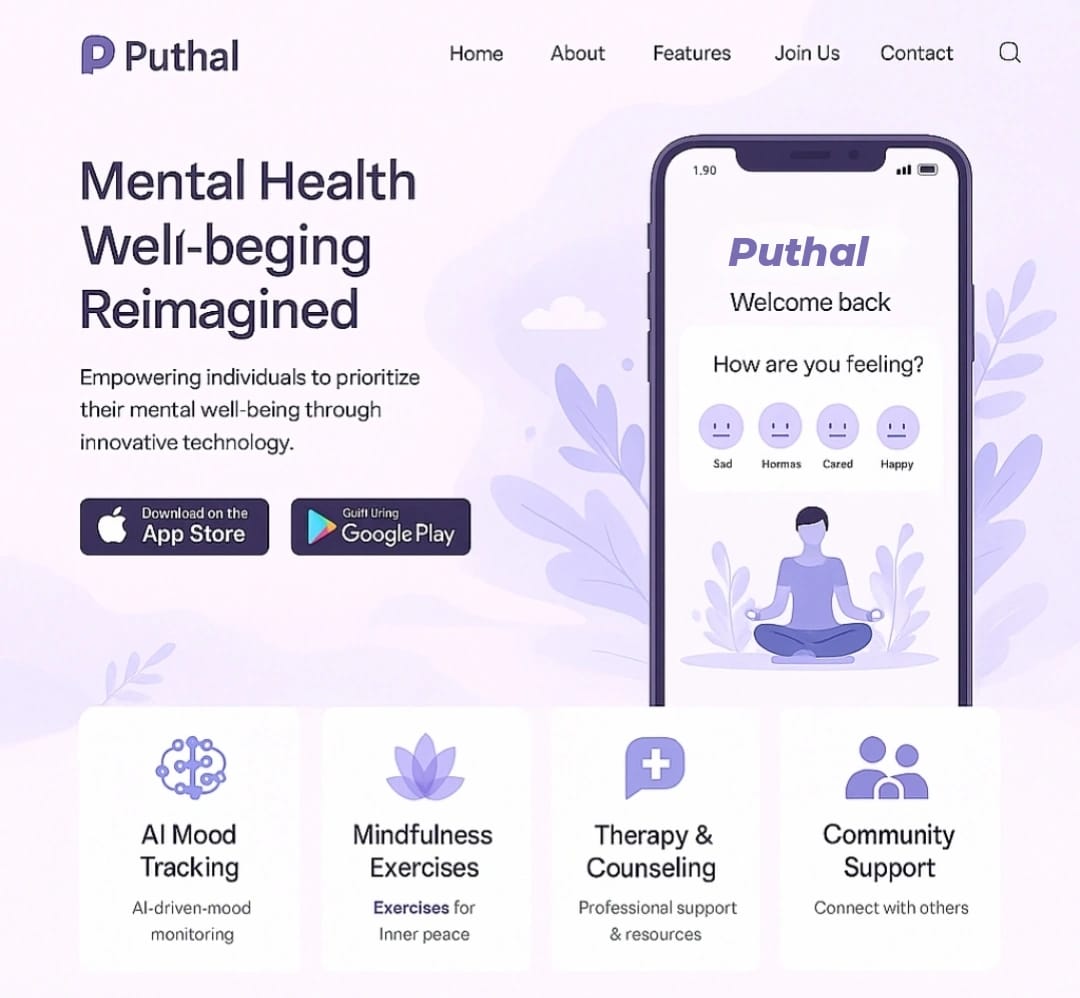 Puthal
Home About Features Join Us Contact
Mental Health
Well-beging
Reimagined
Empowering individuals to prioritize
their mental well-being through
innovative technology.
Download on the
App Store
Google Play
1.90
Puthal
Welcome back
How are you feeling?
Sad Hormas Cared Happy
AI Mood
Tracking
AI-driven-mood
monitoring
Mindfulness
Exercises
Exercises for
Inner peace
Therapy &
Counseling
Professional support
& resources
Community
Support
Connect with others